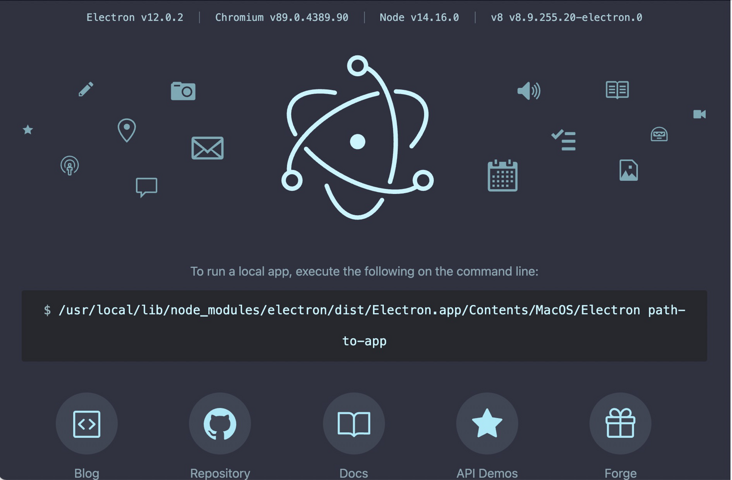 Electron v12.0.2 | Chromium v89.0.4389.90 | Node v14.16.0 | v8 v8.9.255.20-electron.0
To run a local app, execute the following on the command line:
$ /usr/local/lib/node_modules/electron/dist/Electron.app/Contents/MacOS/Electron path-
to-app
Blog Repository Docs API Demos Forge